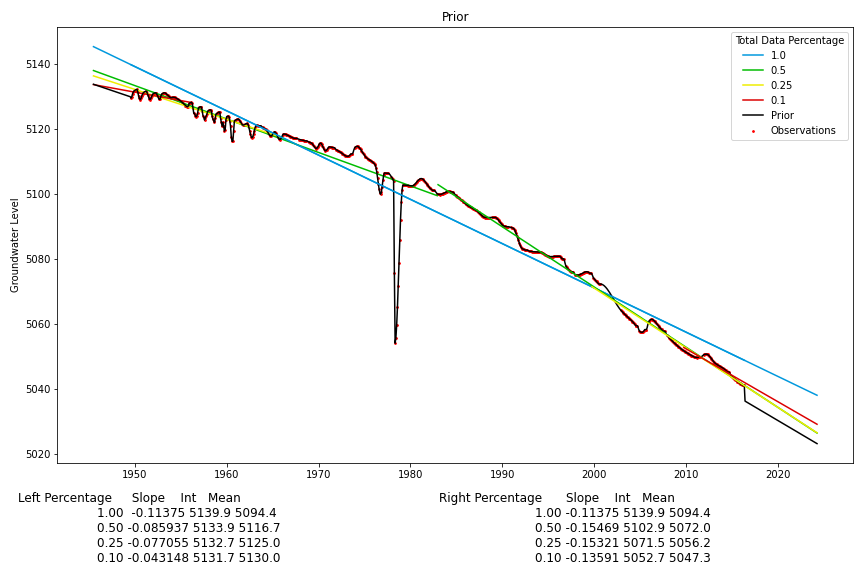 Prior
Total Data Percentage
1.0
0.5
0.25
0.1
Prior
Observations
Groundwater Level
5140
5120
5100
5080
5060
5040
5020
1950 1960 1970 1980 1990 2000 2010 2020
Left Percentage Slope Int Mean
1.00 -0.11375 5139.9 5094.4
0.50 -0.085937 5133.9 5116.7
0.25 -0.077055 5132.7 5125.0
0.10 -0.043148 5131.7 5130.0
Right Percentage Slope Int Mean
1.00 -0.11375 5139.9 5094.4
0.50 -0.15469 5102.9 5072.0
0.25 -0.15321 5071.5 5056.2
0.10 -0.13591 5052.7 5047.3